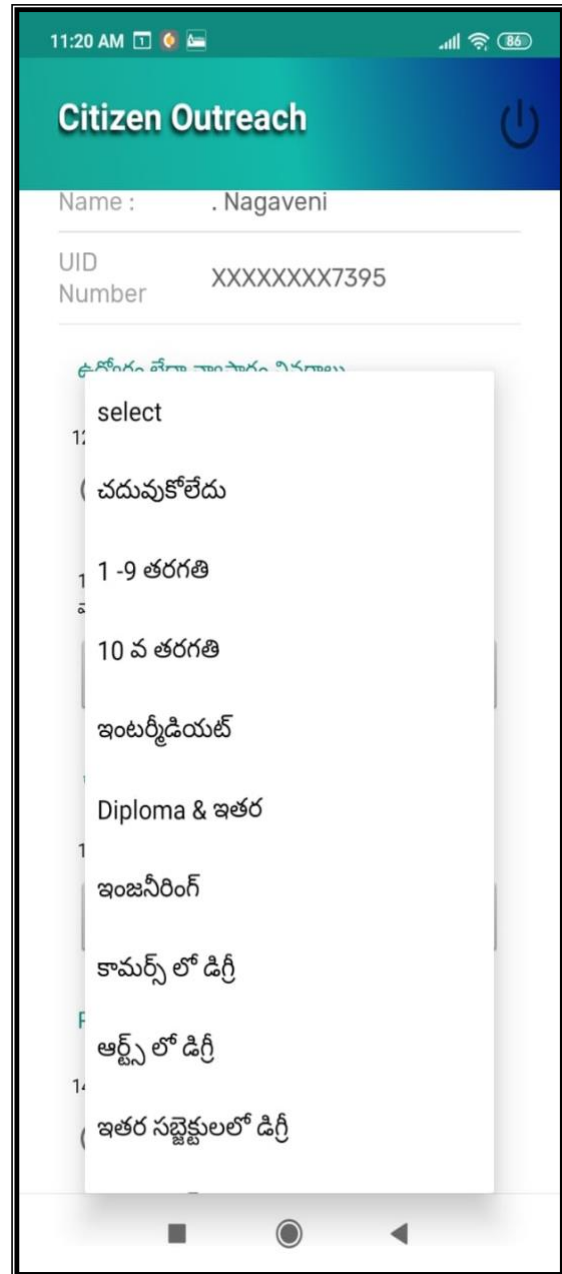 11:20 AM 1 86
Citizen Outreach
Name : . Nagaveni
UID
Number XXXXXXXX7395
select
చదువుకోలేదు
1 -9 తరగతి
10 వ తరగతి
ఇంటర్మీడియట్
Diploma & ఇతర
ఇంజనీరింగ్
కామర్స్ లో డిగ్రీ
ఆర్ట్స్ లో డిగ్రీ
ఇతర సబ్జెక్టులలో డిగ్రీ